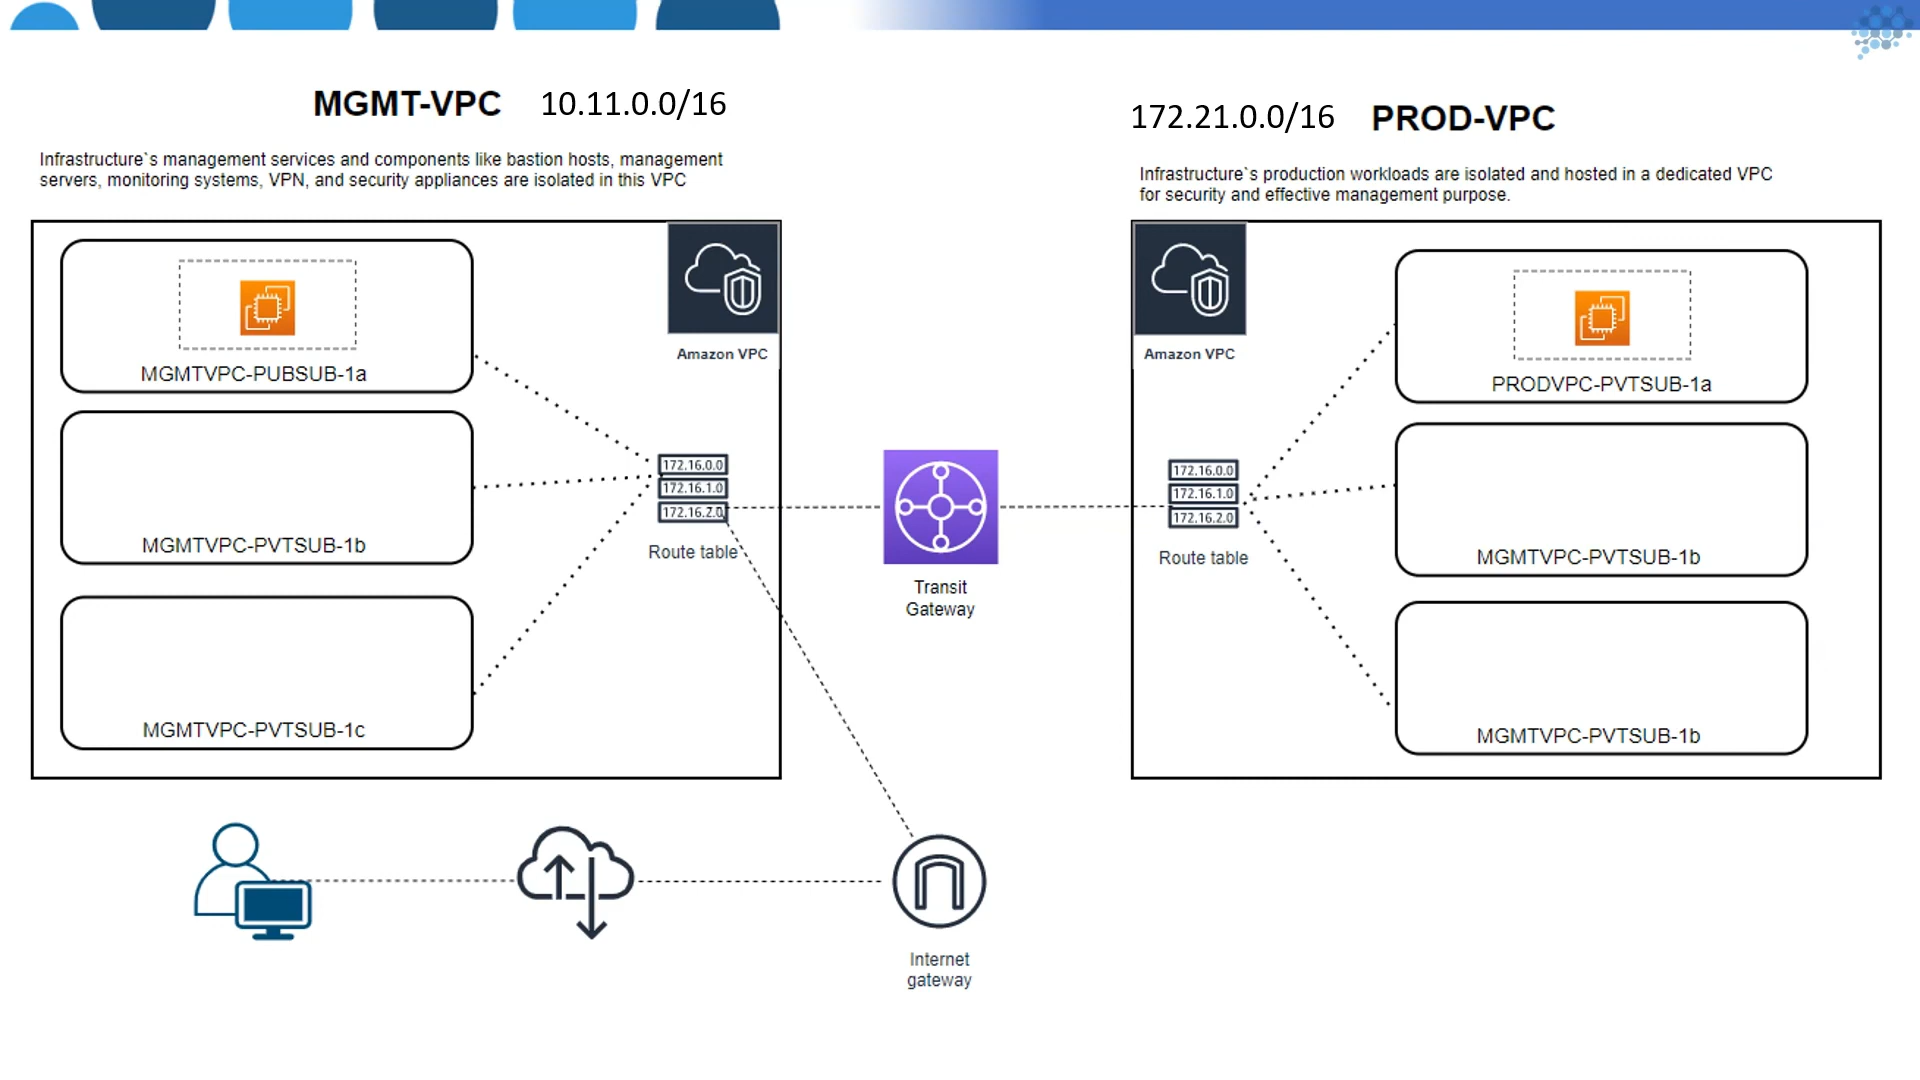 MGMT-VPC 10.11.0.0/16
Infrastructure`s management services and components like bastion hosts, management
servers, monitoring systems, VPN, and security appliances are isolated in this VPC
MGMTVPC-PUBSUB-1a
MGMTVPC-PVTSUB-1b
MGMTVPC-PVTSUB-1c
Amazon VPC
172.16.0.0
172.16.1.0
172.16.2.0
Route table
Transit
Gateway
Internet
gateway
172.21.0.0/16 PROD-VPC
Infrastructure`s production workloads are isolated and hosted in a dedicated VPC
for security and effective management purpose.
Amazon VPC
172.16.0.0
172.16.1.0
172.16.2.0
Route table
PRODVPC-PVTSUB-1a
MGMTVPC-PVTSUB-1b
MGMTVPC-PVTSUB-1b